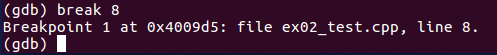 (gdb) break 8
Breakpoint 1 at 0x4009d5: file ex02_test.cpp, line 8.
(gdb)